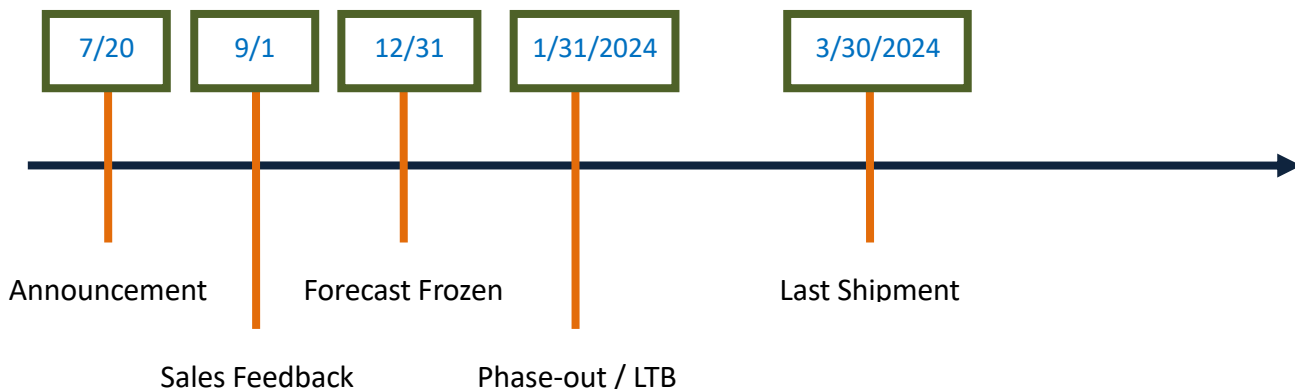 7/20
9/1
12/31
1/31/2024
3/30/2024
Announcement
Forecast Frozen
Last Shipment
Sales Feedback
Phase-out / LTB